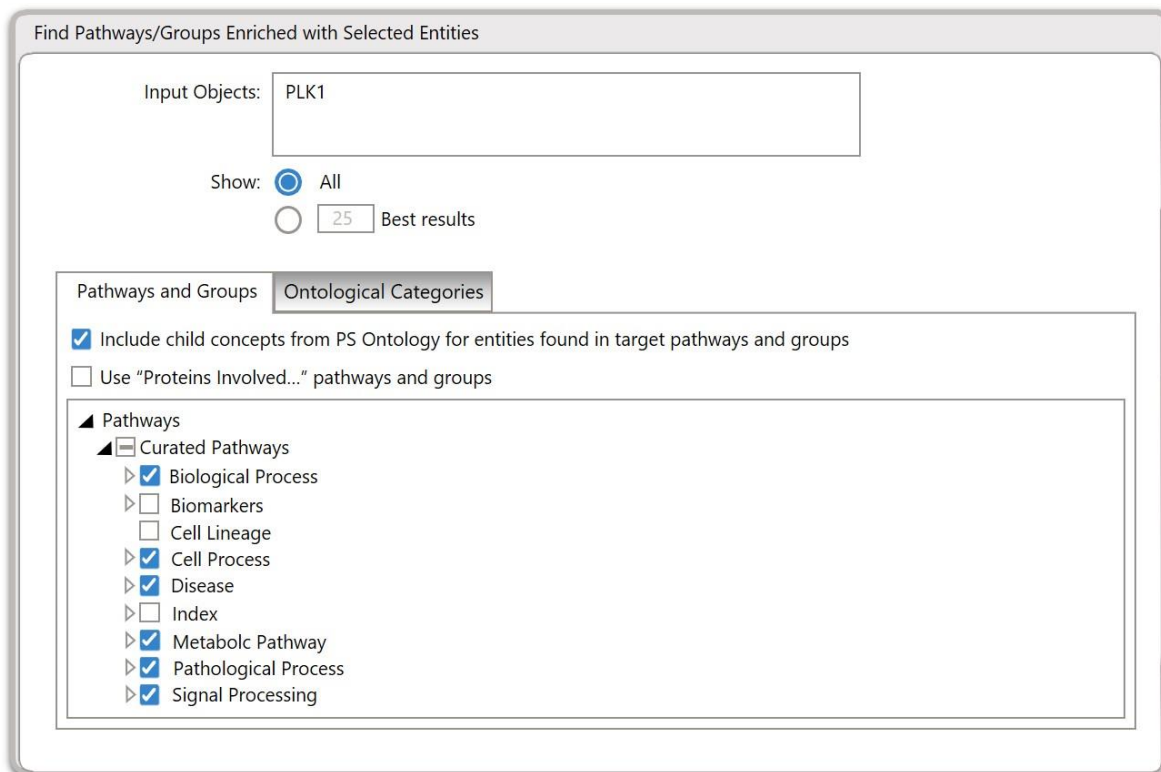 Find Pathways/Groups Enriched with Selected Entities
Input Objects: PLK1
Show: All
25 Best results
Pathways and Groups Ontological Categories
Include child concepts from PS Ontology for entities found in target pathways and groups
Use “Proteins Involved...” pathways and groups
Pathways
Curated Pathways
Biological Process
Biomarkers
Cell Lineage
Cell Process
Disease
Index
Metabolc Pathway
Pathological Process
Signal Processing